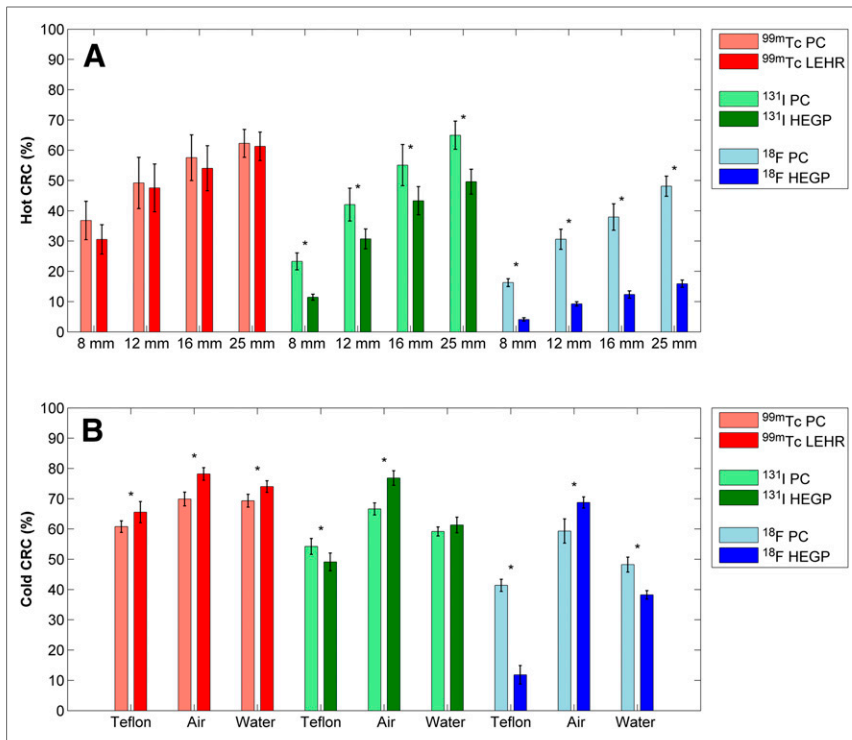 A
Hot CRC (%)
100
90
80
70
60
50
40
30
20
10
0
8 mm 12 mm 16 mm 25 mm 8 mm 12 mm 16 mm 25 mm 8 mm 12 mm 16 mm 25 mm
* * * * * * * *
99mTc PC
99mTc LEHR
131I PC
131I HEGP
18F PC
18F HEGP
B
Cold CRC (%)
100
90
80
70
60
50
40
30
20
10
0
Teflon Air Water Teflon Air Water Teflon Air Water
* * * * * * * *
99mTc PC
99mTc LEHR
131I PC
131I HEGP
18F PC
18F HEGP